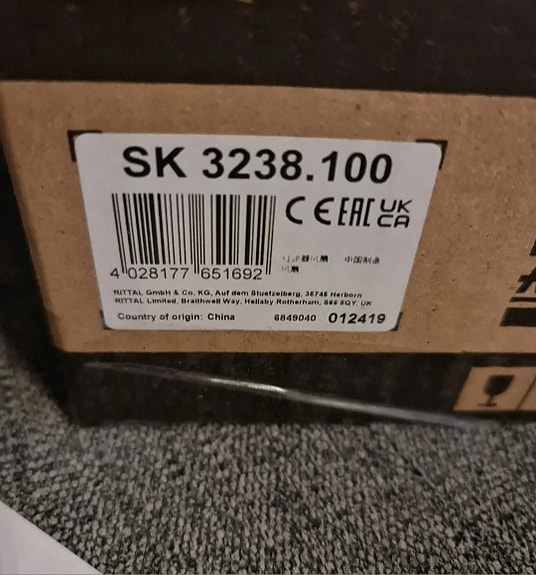 SK 3238.100
CE EAC UK CA
4 028177 651692
中国制造
RITTAL GmbH & Co. KG, Auf dem Stuetzelberg, 35745 Herborn
RITTAL Limited, Braithwell Way, Hellaby Rotherham, S66 8QY, UK
Country of origin: China 6849040 012419